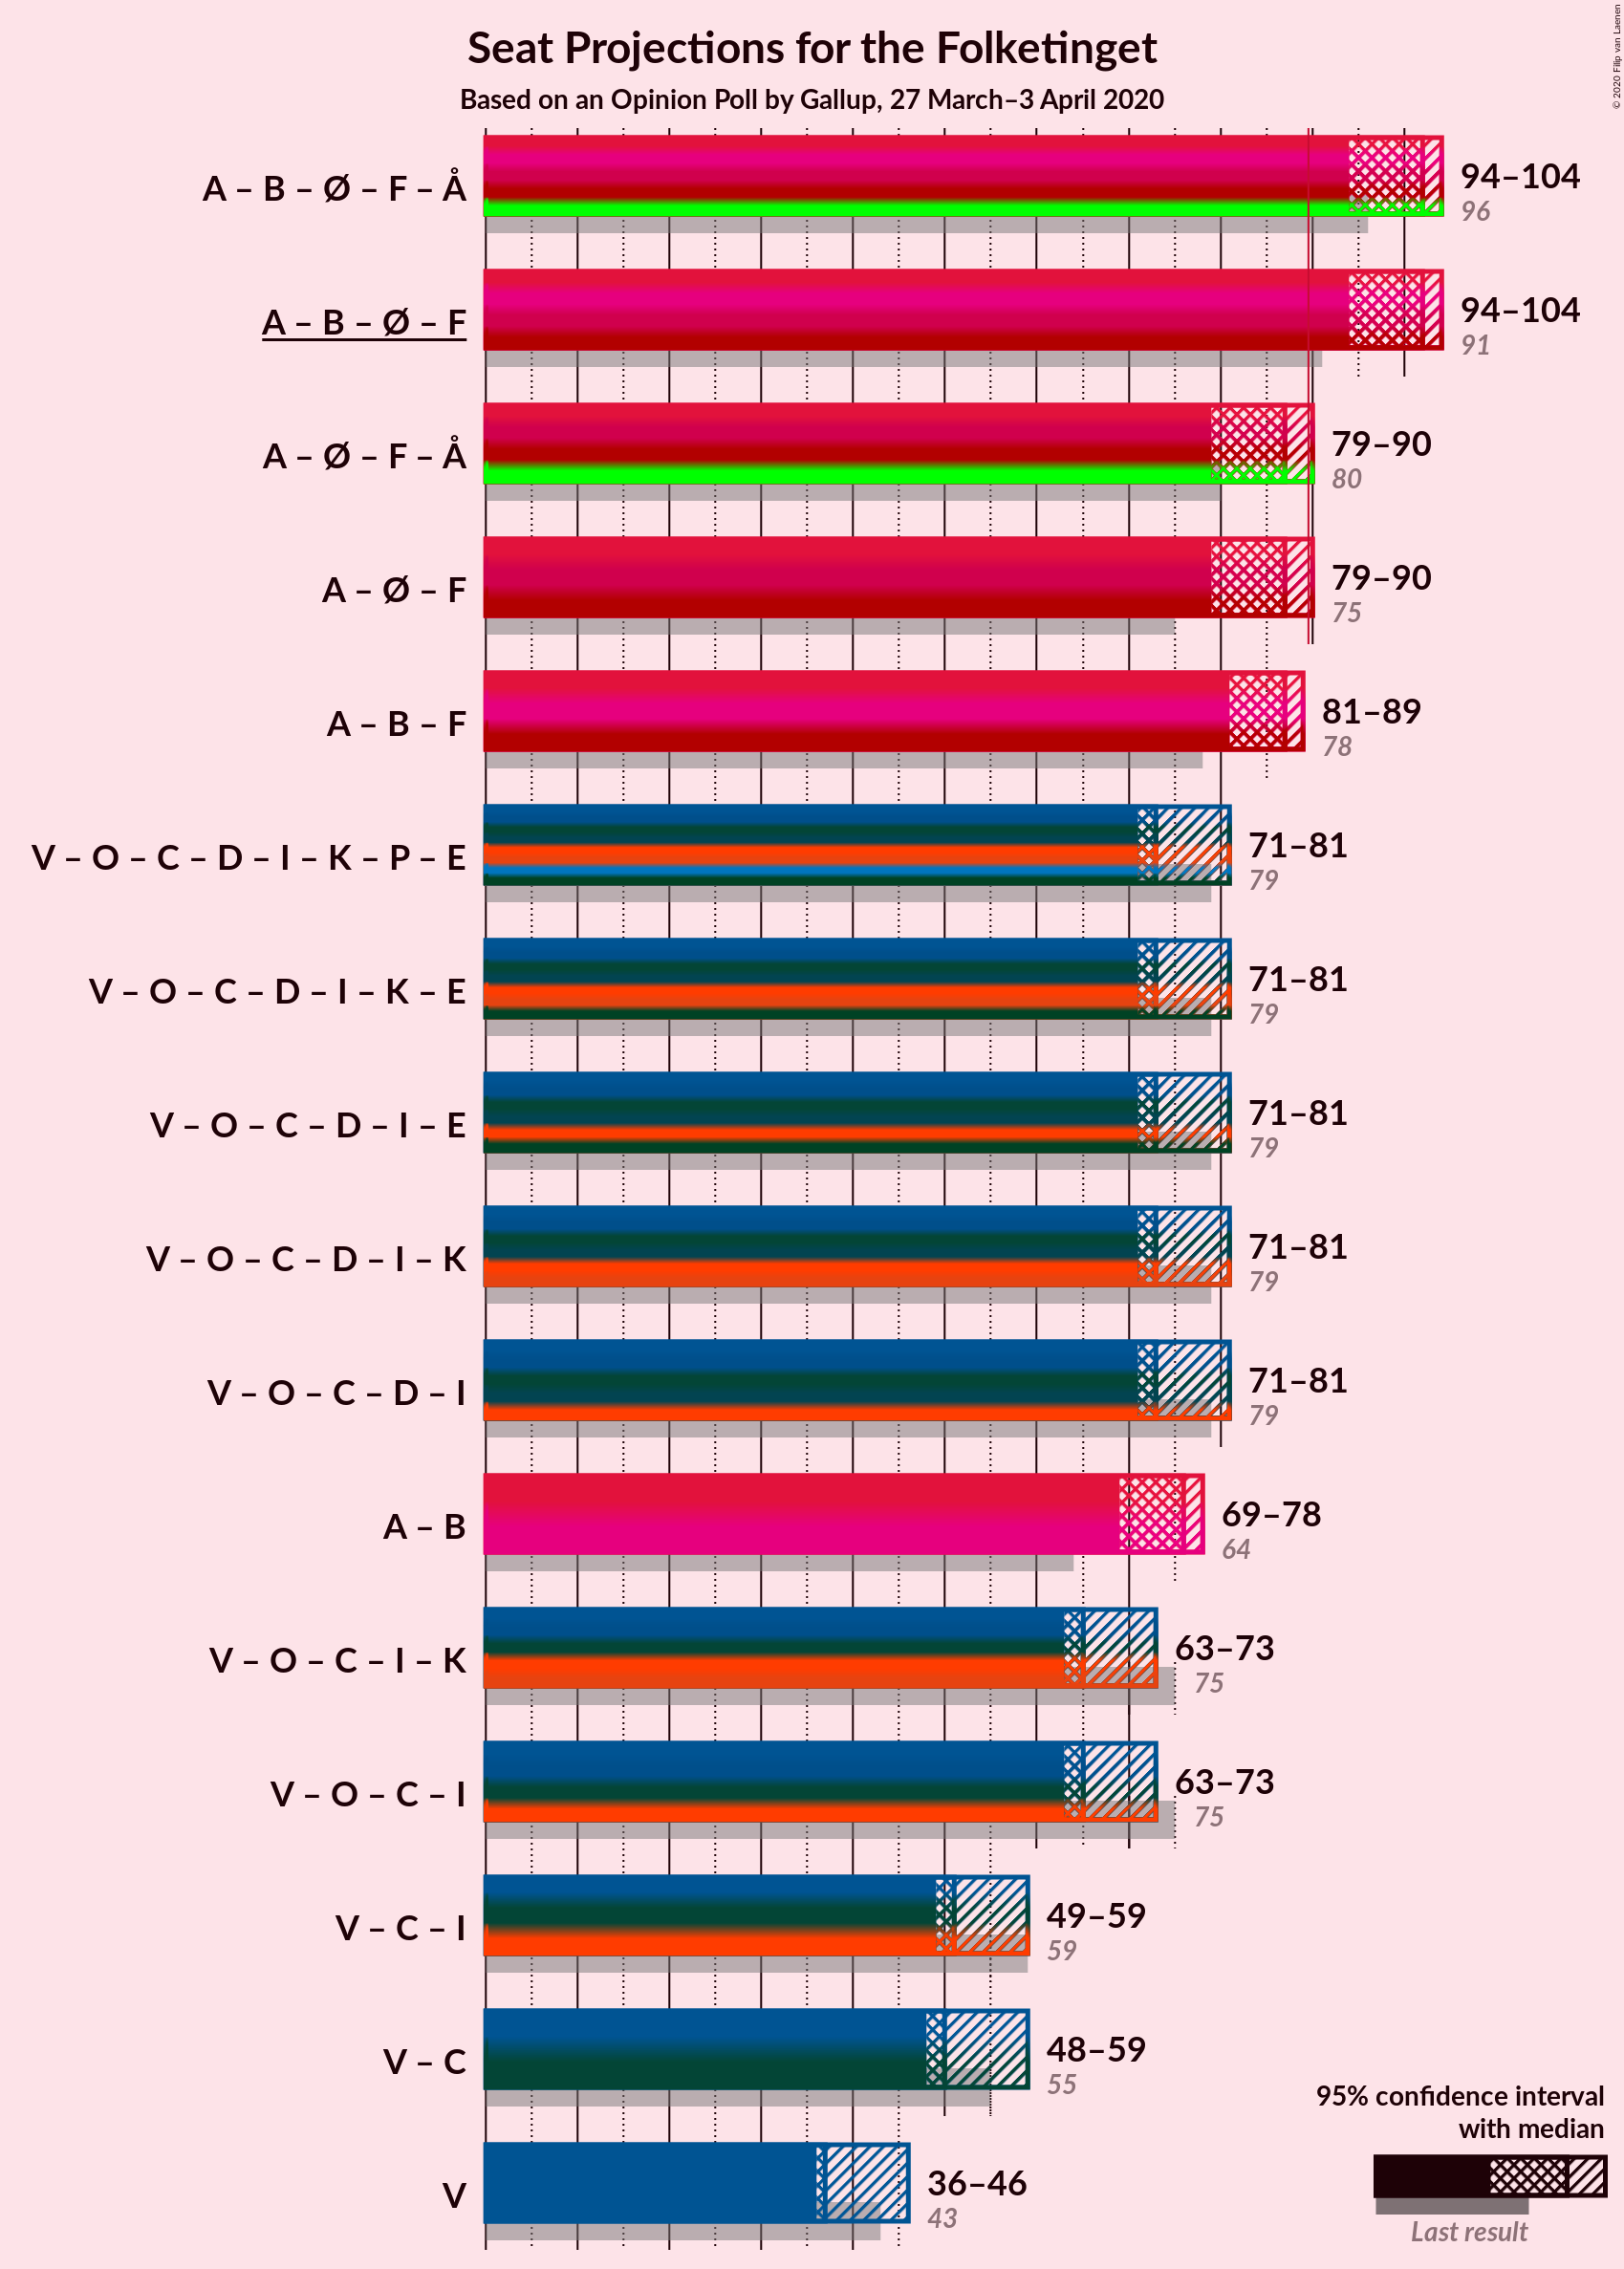 Seat Projections for the Folketinget
Based on an Opinion Poll by Gallup, 27 March–3 April 2020
© 2020 Filip van Laenen
A – B – Ø – F – Å
94–104
96
A – B – Ø – F
94–104
91
A – Ø – F – Å
79–90
80
A – Ø – F
79–90
75
A – B – F
81–89
78
V – O – C – D – I – K – P – E
71–81
79
V – O – C – D – I – K – E
71–81
79
V – O – C – D – I – E
71–81
79
V – O – C – D – I – K
71–81
79
V – O – C – D – I
71–81
79
A – B
69–78
64
V – O – C – I – K
63–73
75
V – O – C – I
63–73
75
V – C – I
49–59
59
V – C
48–59
55
V
36–46
43
95% confidence interval
with median
Last result